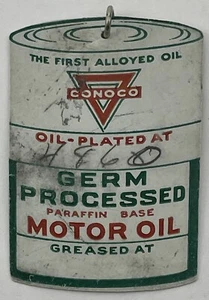 THE FIRST ALLOYED OIL
CONOCO
OIL-PLATED AT
4860
GERM
PROCESSED
PARAFFIN BASE
MOTOR OIL
GREASED AT